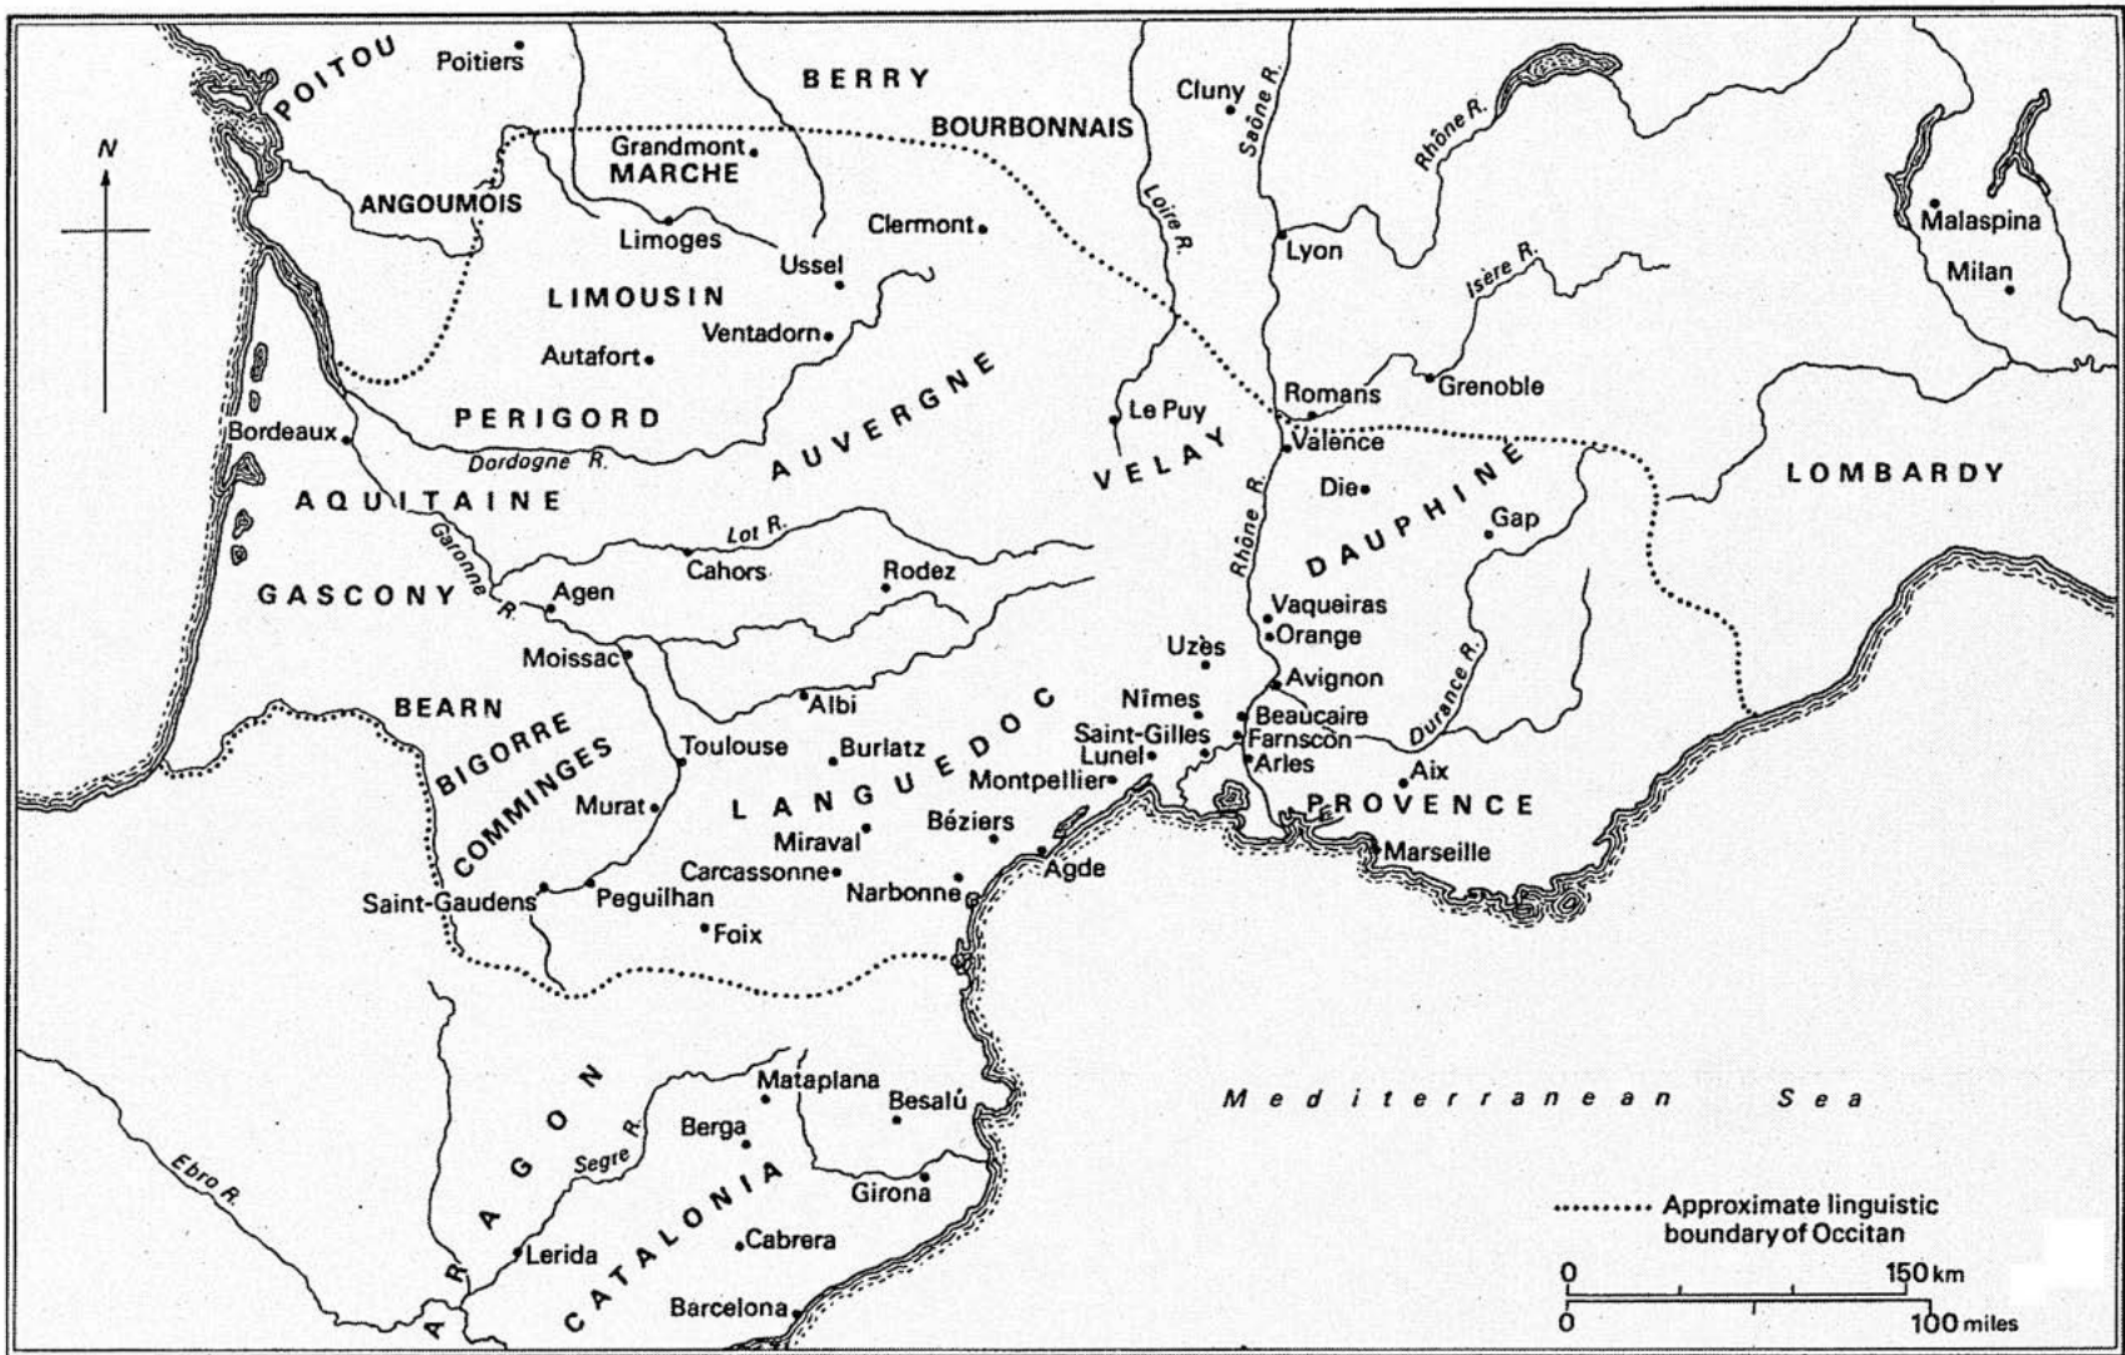 POITOU
Poitiers
BERRY
Cluny
Saône R.
Rhône R.
BOURBONNAIS
N
Grandmont
MARCHE
ANGOUMOIS
Loire R.
Limoges
Clermont
Lyon
Malaspina
Ussel
Isère R.
Milan
LIMOUSIN
Ventadorn
Autafort
AUVERGNE
Romans
Grenoble
PERIGORD
Le Puy
Bordeaux
Valence
Dordogne R.
VELAY
LOMBARDY
Die
DAUPHINE
AQUITAINE
Rhône R.
Gap
Garonne R.
Lot R.
Cahors
Rodez
GASCONY
Agen
Vaqueiras
Orange
Moissac
Uzès
Avignon
Durance R.
Albi
BEARN
Nîmes
Beaucaire
BIGORRE
Toulouse
Burlatz
LANGUEDOC
Saint-Gilles
Farnscòn
Lunel
Arles
COMMINGES
Montpellier
Aix
Murat
PROVENCE
Miraval
Béziers
Marseille
Carcassonne
Agde
Narbonne
Saint-Gaudens
Peguilhan
Foix
Mataplana
Besalú
Mediterranean Sea
ARAGON
Berga
Segre R.
Ebro R.
Girona
CATALONIA
Cabrera
Lerida
Barcelona
Approximate linguistic
boundary of Occitan
0 150 km
0 100 miles